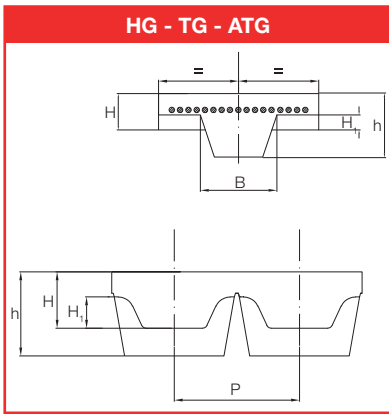 HG - TG - ATG
= =
H H₁ h
B
h H H₁
P